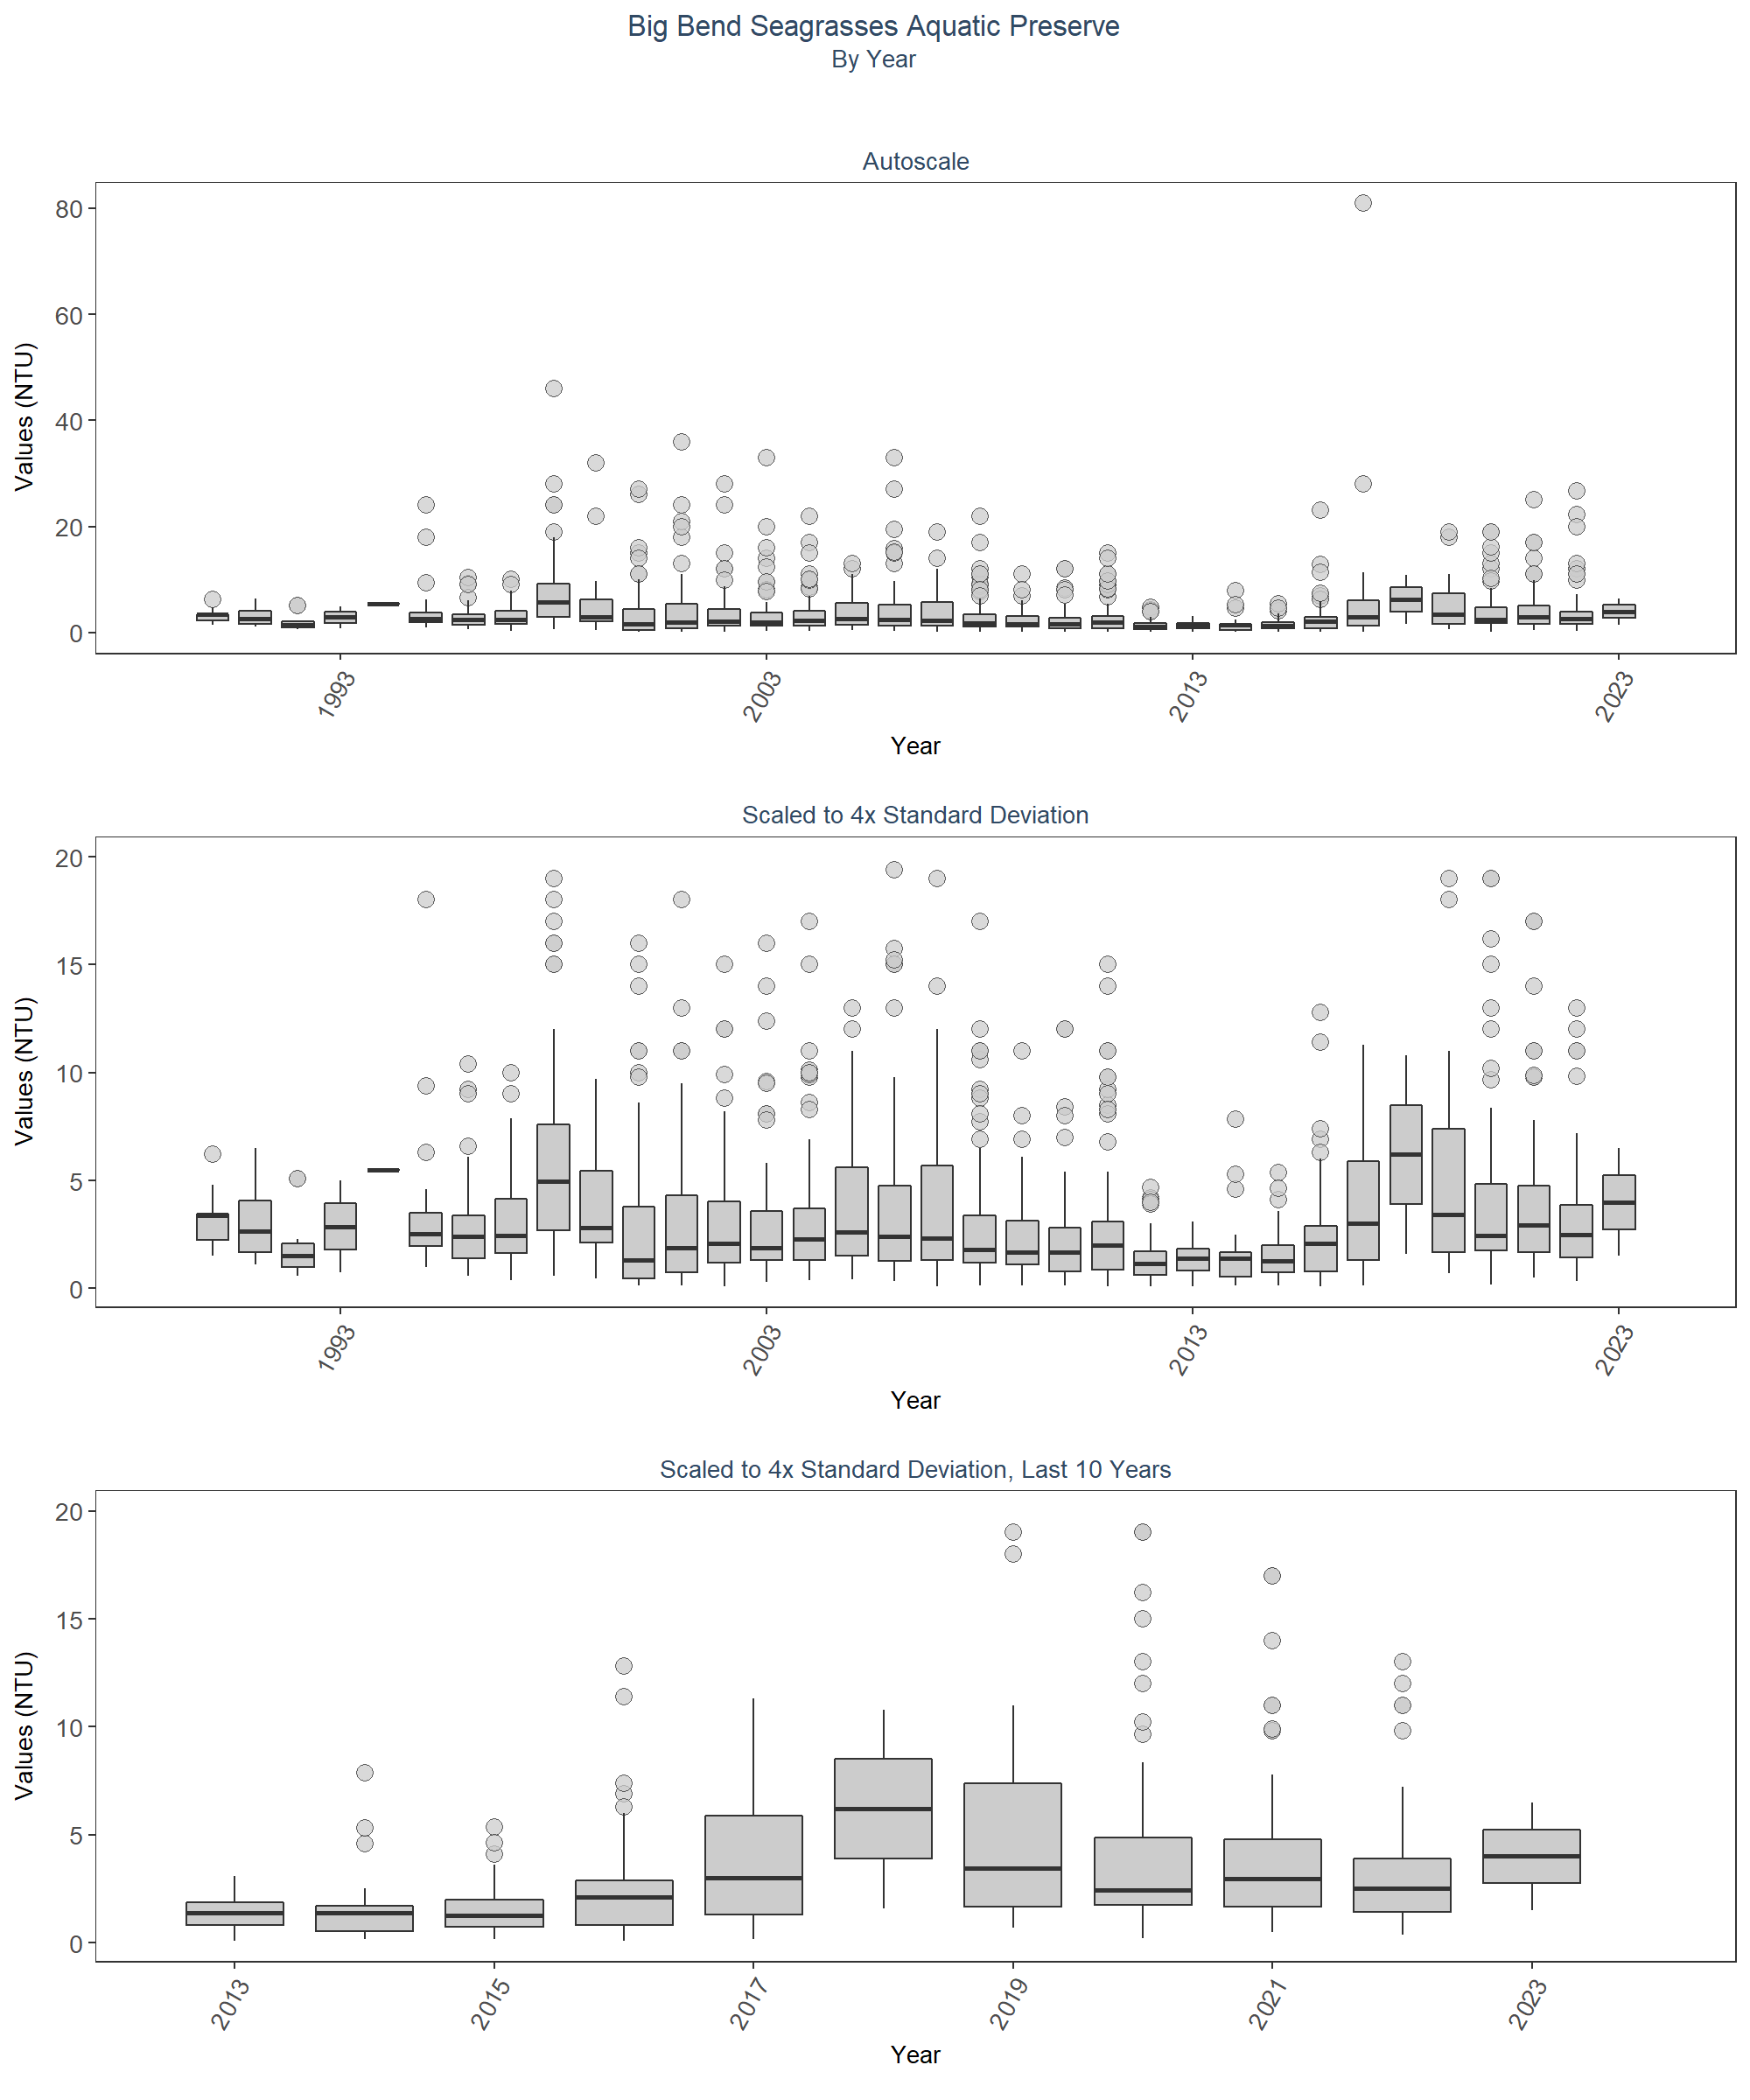 Big Bend Seagrasses Aquatic Preserve
By Year
Autoscale
Values (NTU)
80
60
40
20
0
1993
2003
2013
2023
Year
Scaled to 4x Standard Deviation
Values (NTU)
20
15
10
5
0
1993
2003
2013
2023
Year
Scaled to 4x Standard Deviation, Last 10 Years
Values (NTU)
20
15
10
5
0
2013
2015
2017
2019
2021
2023
Year